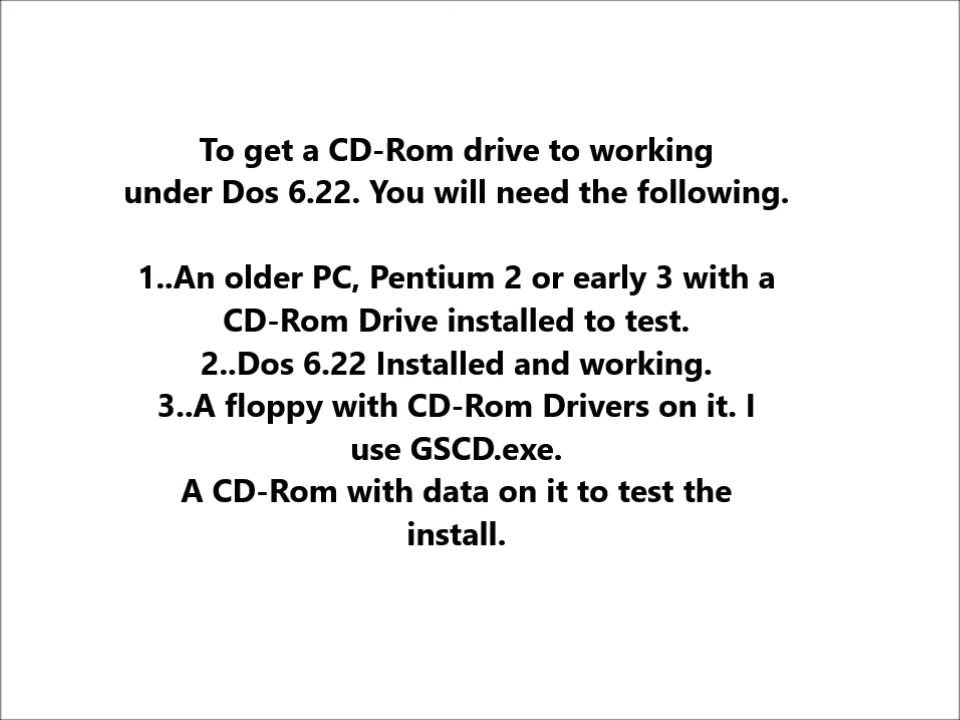 To get a CD-Rom drive to working
under Dos 6.22. You will need the following.
1..An older PC, Pentium 2 or early 3 with a
CD-Rom Drive installed to test.
2..Dos 6.22 Installed and working.
3..A floppy with CD-Rom Drivers on it. I
use GSCD.exe.
A CD-Rom with data on it to test the
install.